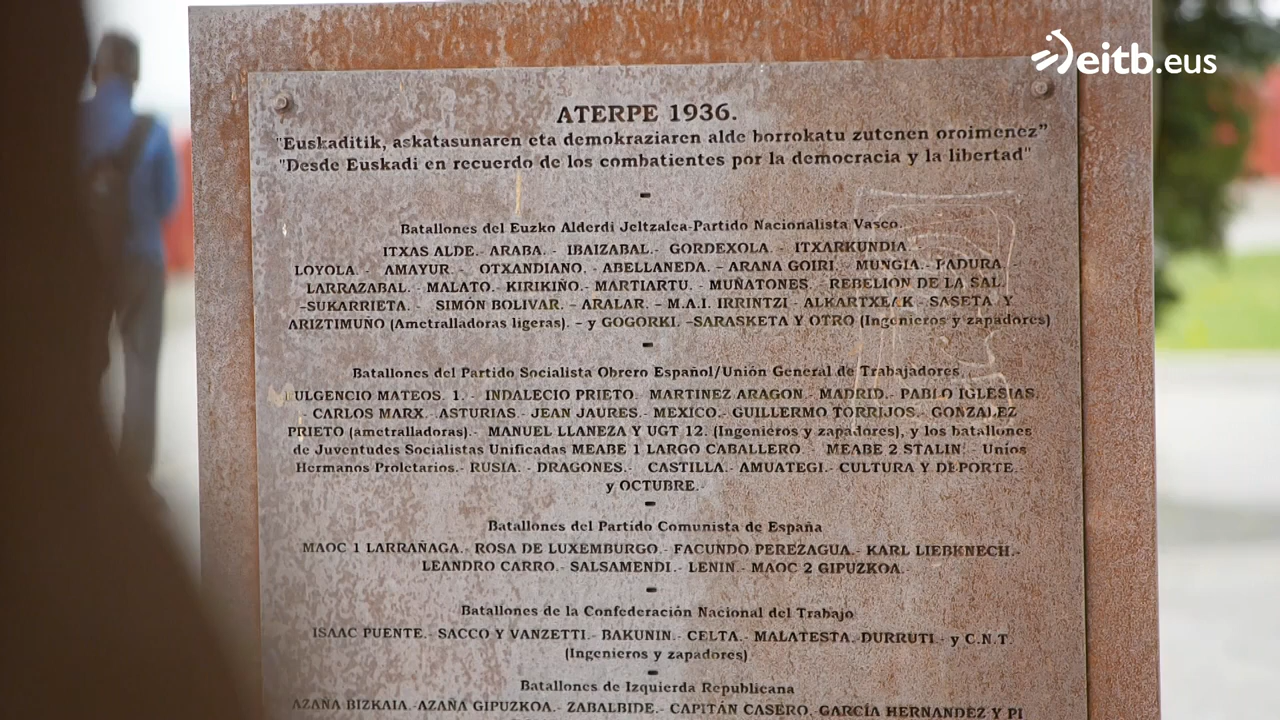 eitb.eus
ATERPE 1936.
"Euskaditik, askatasunaren eta demokraziaren alde borrokatu zutenen oroimenez"
"Desde Euskadi en recuerdo de los combatientes por la democracia y la libertad"
-
Batallones del Euzko Alderdi Jeltzalea-Partido Nacionalista Vasco.
ITXAS ALDE.- ARABA. - IBAIZABAL.- GORDEXOLA. - ITXARKUNDIA. -
LOYOLA. - AMAYUR. - OTXANDIANO. - ABELLANEDA. - ARANA GOIRI. - MUNGIA.- PADURA.
LARRAZABAL. - MALATO.- KIRIKIÑO. - MARTIARTU. - MUÑATONES. - REBELION DE LA SAL.
-SUKARRIETA. - SIMÓN BOLIVAR. - ARALAR. - M.A.I. IRRINTZI - ALKARTXEAK - SASETA Y
ARIZTIMUÑO (Ametralladoras ligeras). - y GOGORKI. -SARASKETA Y OTRO (Ingenieros y zapadores)
-
Batallones del Partido Socialista Obrero Español/Unión General de Trabajadores.
ULGENCIO MATEOS. 1. - INDALECIO PRIETO. MARTINEZ ARAGON.- MADRID.- PABLO IGLESIAS.
- CARLOS MARX. -ASTURIAS.- JEAN JAURES.- MEXICO.- GUILLERMO TORRIJOS.- GONZALEZ
PRIETO (ametralladoras).- MANUEL LLANEZA Y UGT 12. (Ingenieros y zapadores), y los batallones
de Juventudes Socialistas Unificadas MEABE 1 LARGO CABALLERO. - MEABE 2 STALIN. - Unios
Hermanos Proletarios.- RUSIA. - DRAGONES.- CASTILLA.- AMUATEGI.- CULTURA Y DEPORTE.-
y OCTUBRE.-
-
Batallones del Partido Comunista de España
MAOC 1 LARRAÑAGA.- ROSA DE LUXEMBURGO.- FACUNDO PEREZAGUA.- KARL LIEBKNECH.-
LEANDRO CARRO.- SALSAMENDI.- LENIN.- MAOC 2 GIPUZKOA.
-
Batallones de la Confederación Nacional del Trabajo
ISAAC PUENTE.- SACCO Y VANZETTI.- BAKUNIN.- CELTA.- MALATESTA.-DURRUTI.- y C.N.T.
(Ingenieros y zapadores)
-
Batallones de Izquierda Republicana
AZAÑA BIZKAIA.-AZAÑA GIPUZKOA.- ZABALBIDE.- CAPITÁN CASERO.-GARCÍA HERNANDEZ Y PI